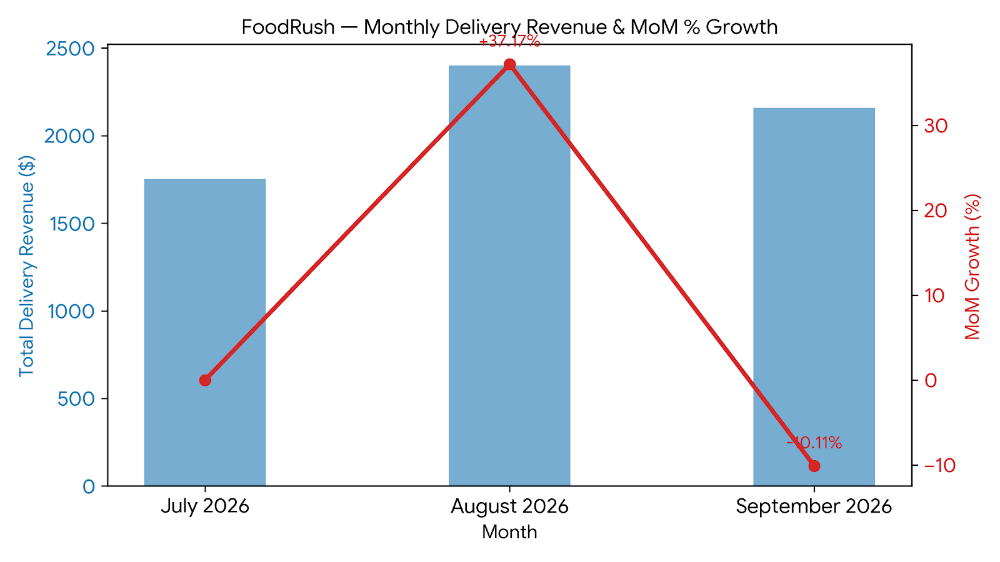 FoodRush — Monthly Delivery Revenue & MoM % Growth
+37.17%
2500
2000
1500
1000
500
0
Total Delivery Revenue ($)
30
20
10
0
−10
MoM Growth (%)
-10.11%
July 2026
August 2026
September 2026
Month